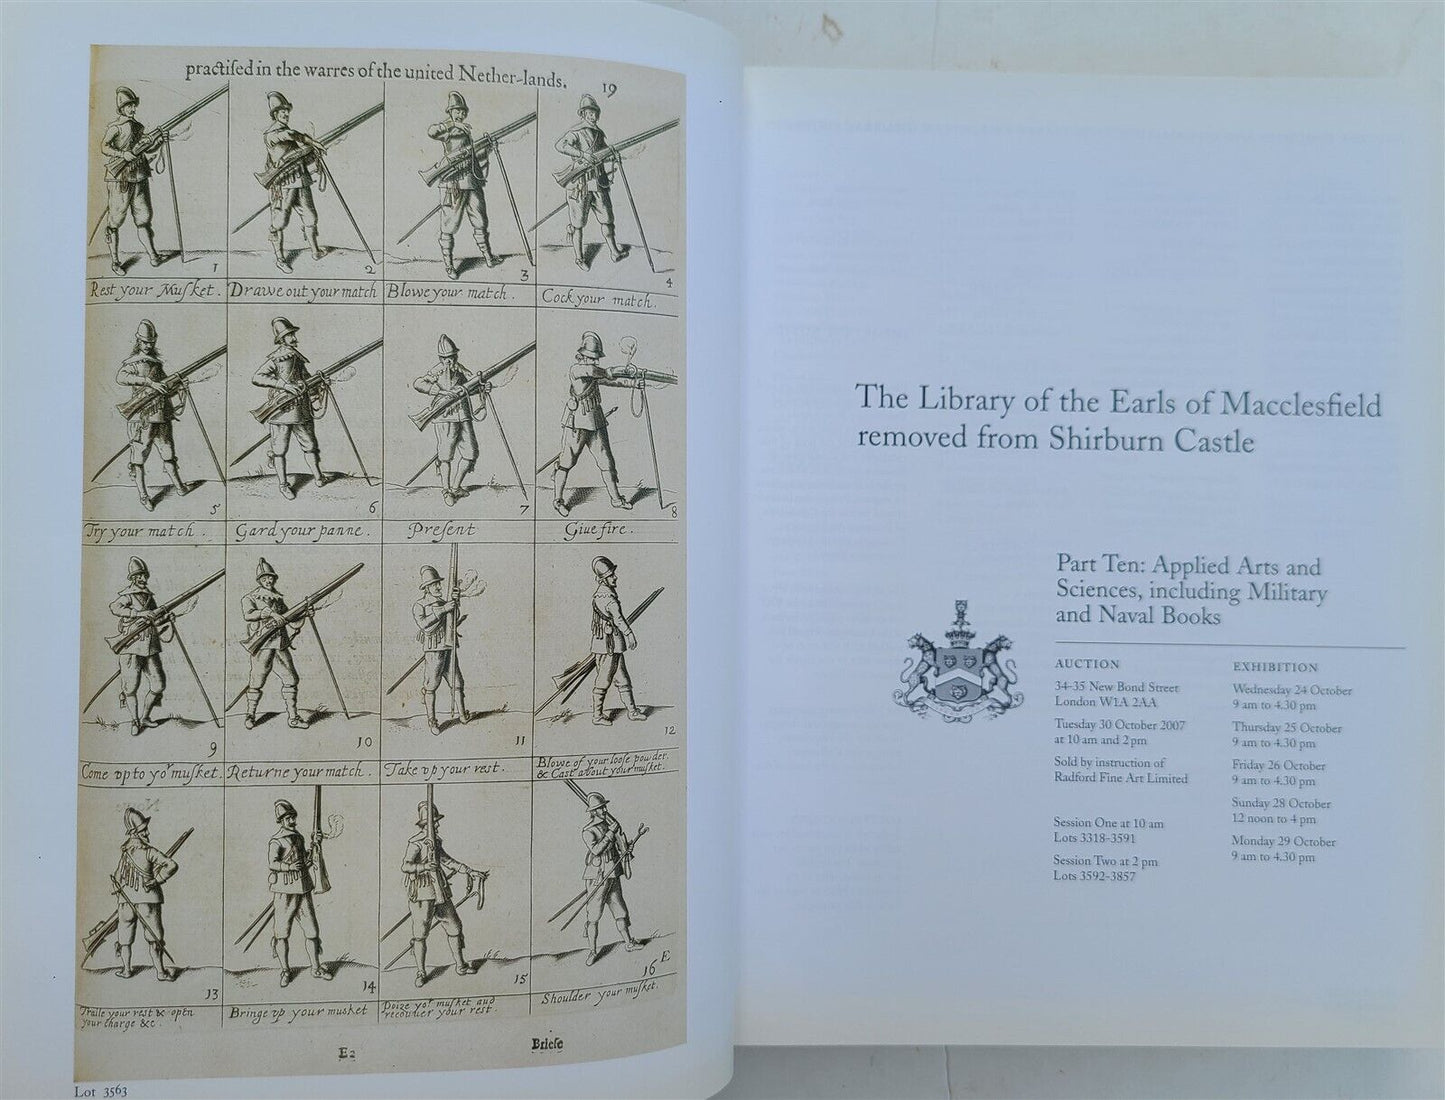 practiſed in the warres of the united Nether-lands. 19
1
2
3
4
Rest your Muſket.
Drawe out your match
Blowe your match.
Cock your match.
5
6
7
8
Try your match.
Gard your panne.
Preſent
Giue fire.
9
10
11
12
Come vp to yor muſket.
Returne your match.
Take vp your rest.
Blowe of your looſe powder.
& Cast about your muſket.
13
14
15
16 E
Traile your rest & open
your charge &c.
Bringe vp your musket
Poize yor muſket and
recouuer your rest.
Shoulder your muſket.
E2
Brieſe
Lot 3563
The Library of the Earls of Macclesfield
removed from Shirburn Castle
Part Ten: Applied Arts and
Sciences, including Military
and Naval Books
AUCTION
34-35 New Bond Street
London W1A 2AA
Tuesday 30 October 2007
at 10 am and 2 pm
Sold by instruction of
Radford Fine Art Limited
Session One at 10 am
Lots 3318-3591
Session Two at 2 pm
Lots 3592-3857
EXHIBITION
Wednesday 24 October
9 am to 4.30 pm
Thursday 25 October
9 am to 4.30 pm
Friday 26 October
9 am to 4.30 pm
Sunday 28 October
12 noon to 4 pm
Monday 29 October
9 am to 4.30 pm